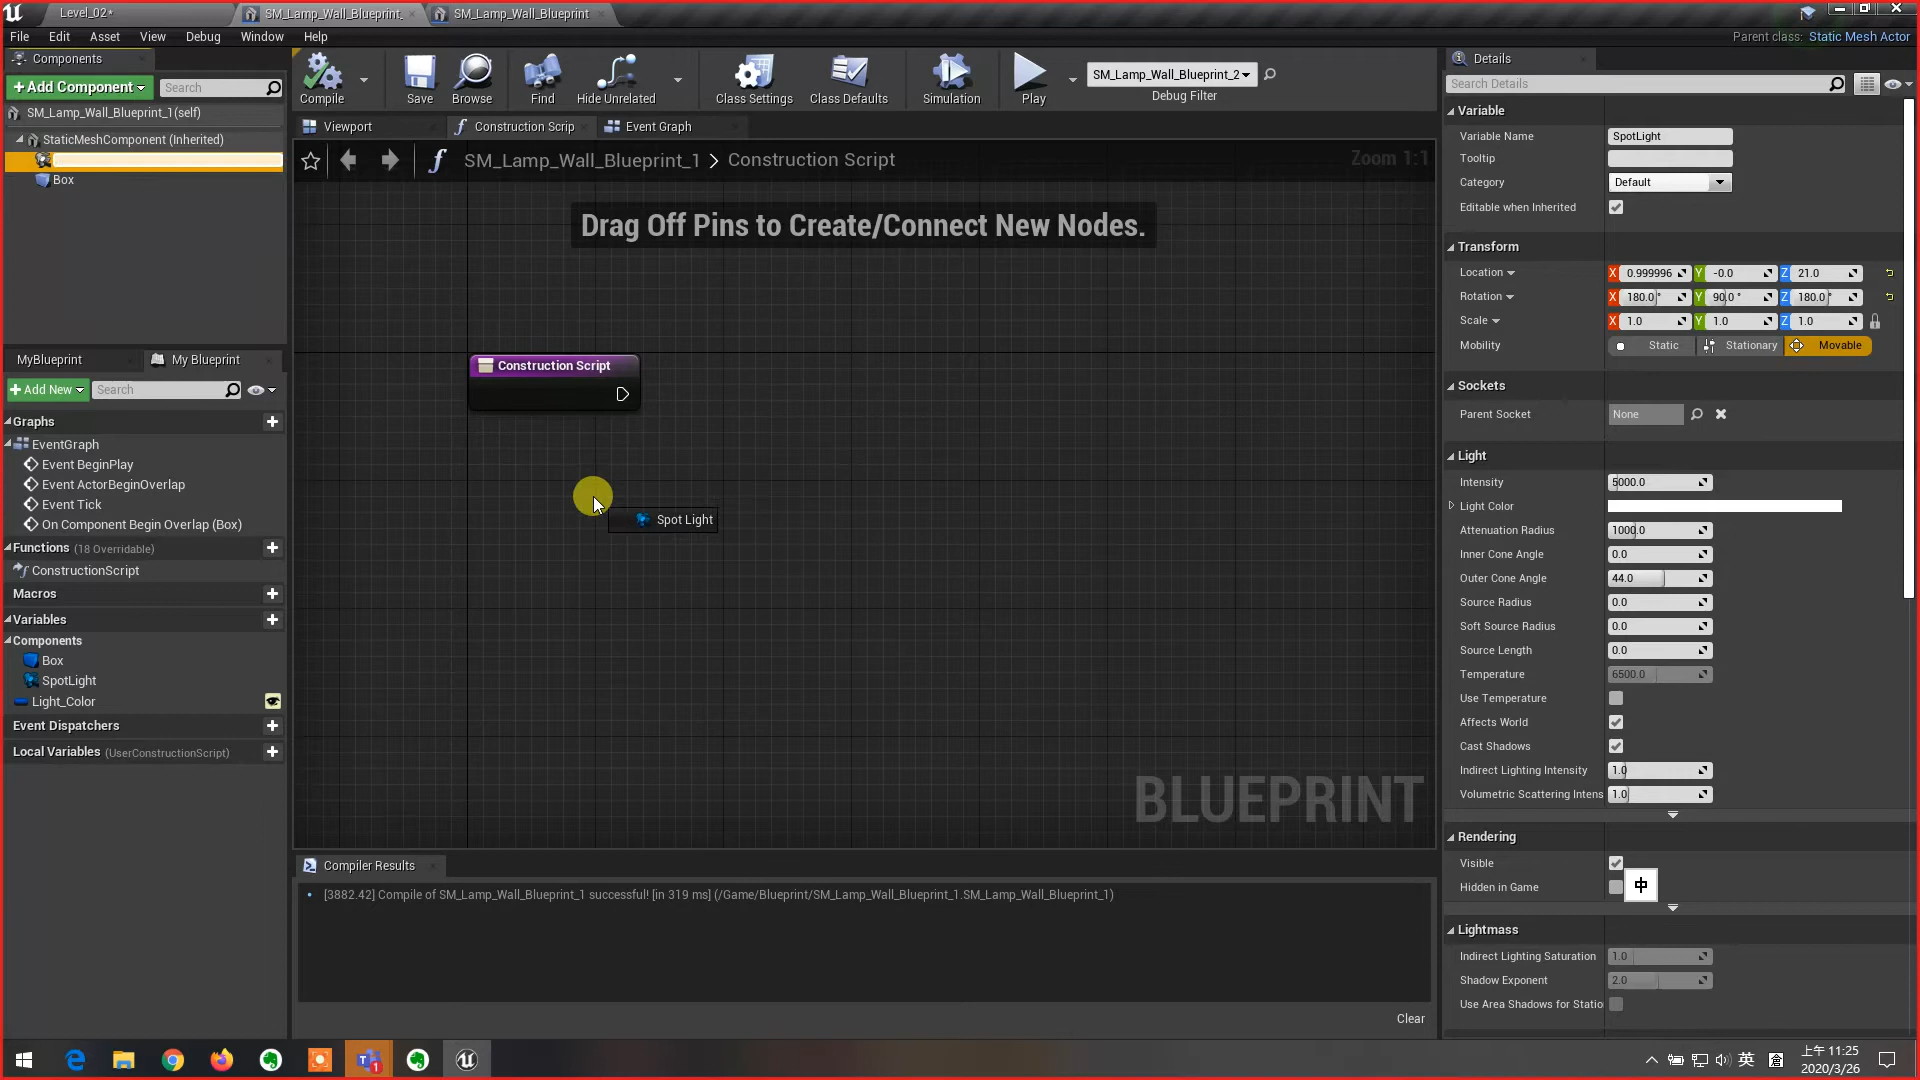 Level_02*
SM_Lamp_Wall_Blueprint_
SM_Lamp_Wall_Blueprint
File Edit Asset View Debug Window Help
Parent class: Static Mesh Actor
Components
+Add Component
Search
SM_Lamp_Wall_Blueprint_1(self)
StaticMeshComponent (Inherited)
Box
Compile
Save
Browse
Find
Hide Unrelated
Class Settings
Class Defaults
Simulation
Play
SM_Lamp_Wall_Blueprint_2
Debug Filter
Viewport
Construction Scrip
Event Graph
SM_Lamp_Wall_Blueprint_1 > Construction Script
Zoom 1:1
Drag Off Pins to Create/Connect New Nodes.
Construction Script
Spot Light
BLUEPRINT
MyBlueprint
My Blueprint
+Add New
Search
Graphs
EventGraph
Event BeginPlay
Event ActorBeginOverlap
Event Tick
On Component Begin Overlap (Box)
Functions (18 Overridable)
ConstructionScript
Macros
Variables
Components
Box
SpotLight
Light_Color
Event Dispatchers
Local Variables (UserConstructionScript)
Compiler Results
[3882.42] Compile of SM_Lamp_Wall_Blueprint_1 successful! [in 319 ms] (/Game/Blueprint/SM_Lamp_Wall_Blueprint_1.SM_Lamp_Wall_Blueprint_1)
Clear
Details
Search Details
Variable
Variable Name SpotLight
Tooltip
Category Default
Editable when Inherited
Transform
Location X 0.999996 Y -0.0 Z 21.0
Rotation X 180.0° Y 90.0° Z 180.0°
Scale X 1.0 Y 1.0 Z 1.0
Mobility Static Stationary Movable
Sockets
Parent Socket None
Light
Intensity 5000.0
Light Color
Attenuation Radius 1000.0
Inner Cone Angle 0.0
Outer Cone Angle 44.0
Source Radius 0.0
Soft Source Radius 0.0
Source Length 0.0
Temperature 6500.0
Use Temperature
Affects World
Cast Shadows
Indirect Lighting Intensity 1.0
Volumetric Scattering Intens 1.0
Rendering
Visible
Hidden in Game
中
Lightmass
Indirect Lighting Saturation 1.0
Shadow Exponent 2.0
Use Area Shadows for Statio
1
英
上午 11:25
2020/3/26